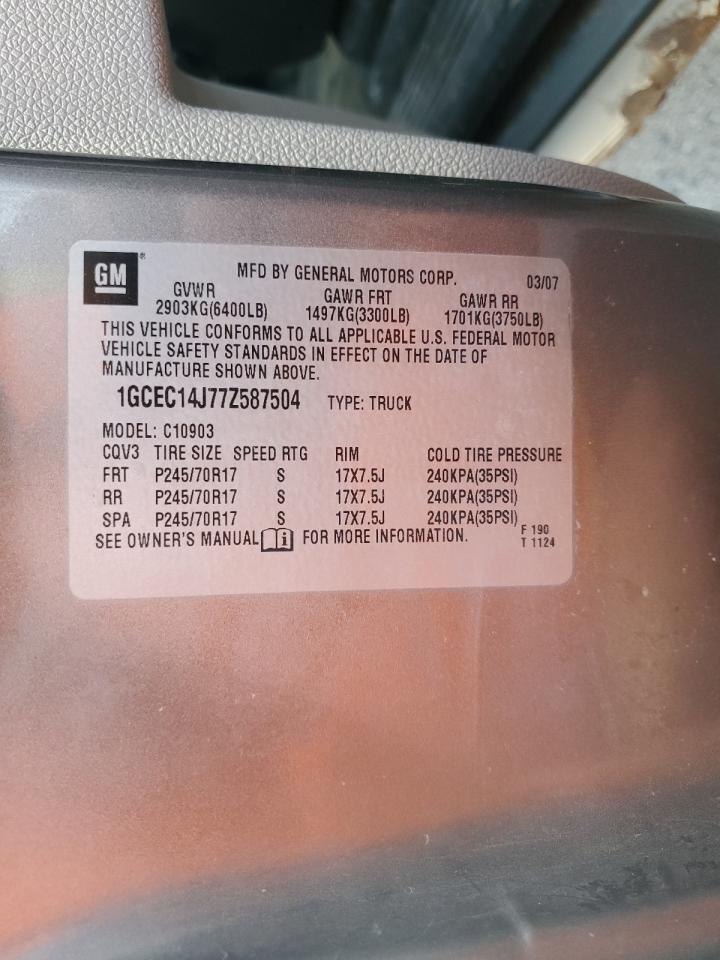 GM ®
MFD BY GENERAL MOTORS CORP. 03/07
GVWR GAWR FRT GAWR RR
2903KG(6400LB) 1497KG(3300LB) 1701KG(3750LB)
THIS VEHICLE CONFORMS TO ALL APPLICABLE U.S. FEDERAL MOTOR
VEHICLE SAFETY STANDARDS IN EFFECT ON THE DATE OF
MANUFACTURE SHOWN ABOVE.
1GCEC14J77Z587504 TYPE: TRUCK
MODEL: C10903
CQV3 TIRE SIZE SPEED RTG RIM COLD TIRE PRESSURE
FRT P245/70R17 S 17X7.5J 240KPA(35PSI)
RR P245/70R17 S 17X7.5J 240KPA(35PSI)
SPA P245/70R17 S 17X7.5J 240KPA(35PSI)
SEE OWNER'S MANUAL i FOR MORE INFORMATION.
F 190
T 1124